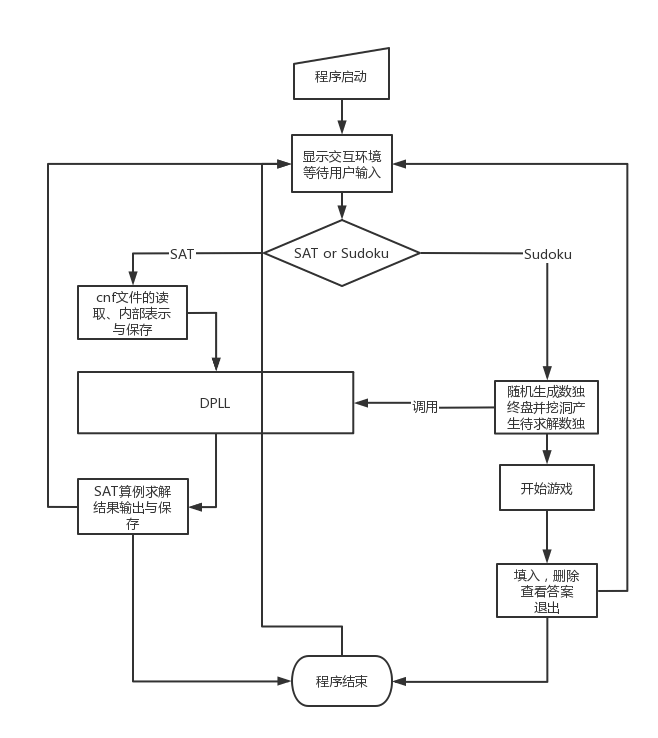 程序启动
显示交互环境
等待用户输入
SAT or Sudoku
SAT
Sudoku
cnf文件的读
取、内部表示
与保存
DPLL
调用
随机生成数独
终盘并挖洞产
生待求解数独
SAT算例求解
结果输出与保
存
开始游戏
填入，删除
查看答案
退出
程序结束